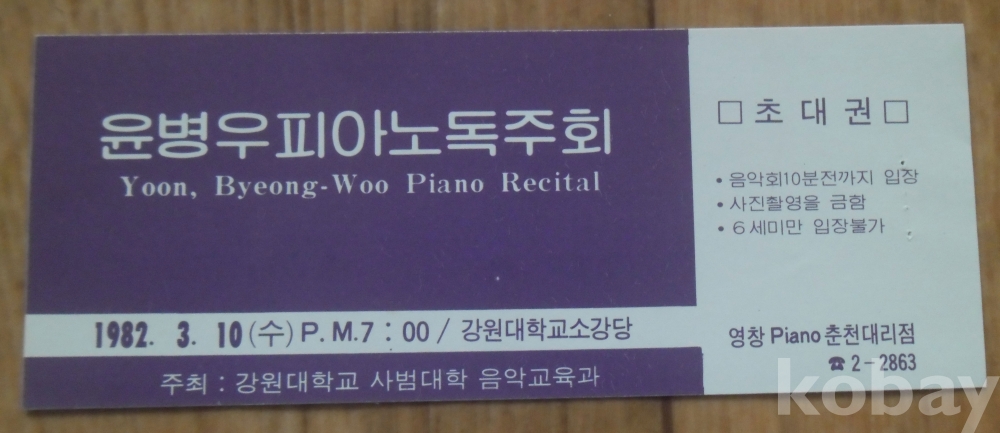 윤병우피아노독주회
Yoon, Byeong-Woo Piano Recital
1982. 3. 10 (수) P.M.7 : 00 / 강원대학교소강당
주최 : 강원대학교 사범대학 음악교육과
□ 초 대 권 □
• 음악회10분전까지 입장
• 사진촬영을 금함
• 6세미만 입장불가
영창 Piano 춘천대리점
☎ 2-2863
kobay